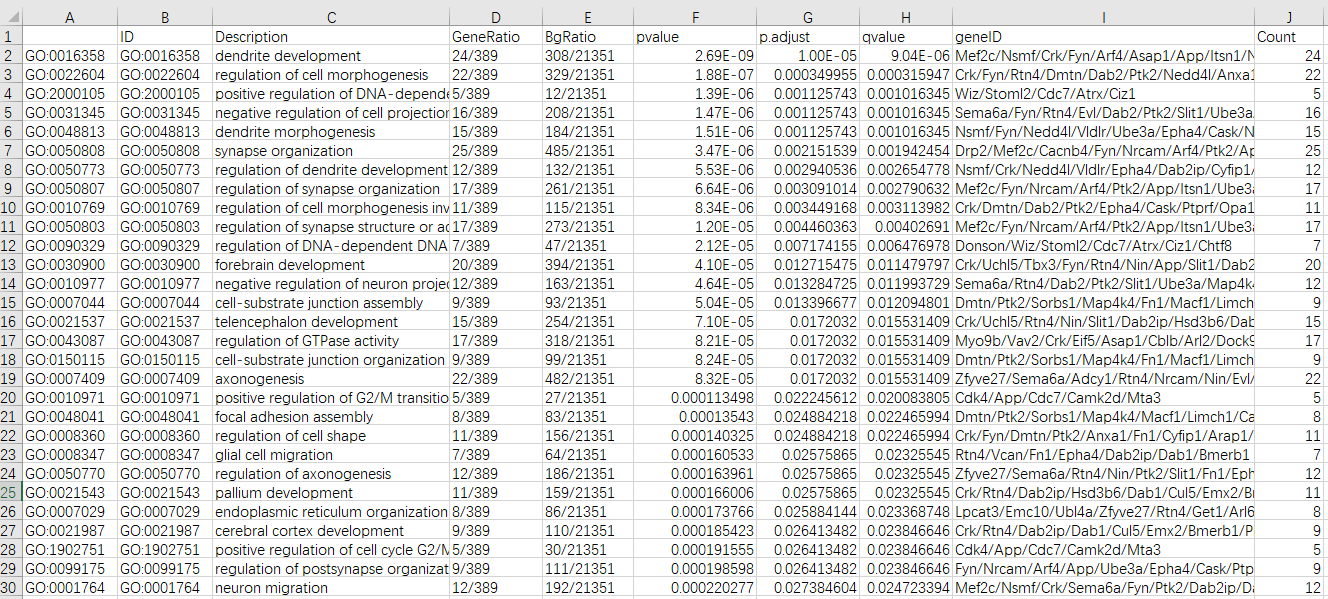 A B C D E F G H I J
1 ID Description GeneRatio BgRatio pvalue p.adjust qvalue geneID Count
2 GO:0016358 GO:0016358 dendrite development 24/389 308/21351 2.69E-09 1.00E-05 9.04E-06 Mef2c/Nsmf/Crk/Fyn/Arf4/Asap1/App/Itsn1/N 24
3 GO:0022604 GO:0022604 regulation of cell morphogenesis 22/389 329/21351 1.88E-07 0.000349955 0.000315947 Crk/Fyn/Rtn4/Dmtn/Dab2/Ptk2/Nedd4l/Anxa1 22
4 GO:2000105 GO:2000105 positive regulation of DNA-depende 5/389 12/21351 1.39E-06 0.001125743 0.001016345 Wiz/Stoml2/Cdc7/Atrx/Ciz1 5
5 GO:0031345 GO:0031345 negative regulation of cell projection 16/389 208/21351 1.47E-06 0.001125743 0.001016345 Sema6a/Fyn/Rtn4/Evl/Dab2/Ptk2/Slit1/Ube3a 16
6 GO:0048813 GO:0048813 dendrite morphogenesis 15/389 184/21351 1.51E-06 0.001125743 0.001016345 Nsmf/Fyn/Nedd4l/Vldlr/Ube3a/Epha4/Cask/N 15
7 GO:0050808 GO:0050808 synapse organization 25/389 485/21351 3.47E-06 0.002151539 0.001942454 Drp2/Mef2c/Cacnb4/Fyn/Nrcam/Arf4/Ptk2/Ap 25
8 GO:0050773 GO:0050773 regulation of dendrite development 12/389 132/21351 5.53E-06 0.002940536 0.002654778 Nsmf/Crk/Nedd4l/Vldlr/Epha4/Dab2ip/Cyfip1/ 12
9 GO:0050807 GO:0050807 regulation of synapse organization 17/389 261/21351 6.64E-06 0.003091014 0.002790632 Mef2c/Fyn/Nrcam/Arf4/Ptk2/App/Itsn1/Ube3a 17
10 GO:0010769 GO:0010769 regulation of cell morphogenesis inv 11/389 115/21351 8.34E-06 0.003449168 0.003113982 Crk/Dmtn/Dab2/Ptk2/Epha4/Cask/Ptprf/Opa1 11
11 GO:0050803 GO:0050803 regulation of synapse structure or ac 17/389 273/21351 1.20E-05 0.004460363 0.00402691 Mef2c/Fyn/Nrcam/Arf4/Ptk2/App/Itsn1/Ube3a 17
12 GO:0090329 GO:0090329 regulation of DNA-dependent DNA 7/389 47/21351 2.12E-05 0.007174155 0.006476978 Donson/Wiz/Stoml2/Cdc7/Atrx/Ciz1/Chtf8 7
13 GO:0030900 GO:0030900 forebrain development 20/389 394/21351 4.10E-05 0.012715475 0.011479797 Crk/Uchl5/Tbx3/Fyn/Rtn4/Nin/App/Slit1/Dab2 20
14 GO:0010977 GO:0010977 negative regulation of neuron projec 12/389 163/21351 4.64E-05 0.013284725 0.011993729 Sema6a/Rtn4/Dab2/Ptk2/Slit1/Ube3a/Map4k4 12
15 GO:0007044 GO:0007044 cell-substrate junction assembly 9/389 93/21351 5.04E-05 0.013396677 0.012094801 Dmtn/Ptk2/Sorbs1/Map4k4/Fn1/Macf1/Limch 9
16 GO:0021537 GO:0021537 telencephalon development 15/389 254/21351 7.10E-05 0.0172032 0.015531409 Crk/Uchl5/Rtn4/Nin/Slit1/Dab2ip/Hsd3b6/Dab 15
17 GO:0043087 GO:0043087 regulation of GTPase activity 17/389 318/21351 8.21E-05 0.0172032 0.015531409 Myo9b/Vav2/Crk/Eif5/Asap1/Cblb/Arl2/Dock9 17
18 GO:0150115 GO:0150115 cell-substrate junction organization 9/389 99/21351 8.24E-05 0.0172032 0.015531409 Dmtn/Ptk2/Sorbs1/Map4k4/Fn1/Macf1/Limch 9
19 GO:0007409 GO:0007409 axonogenesis 22/389 482/21351 8.32E-05 0.0172032 0.015531409 Zfyve27/Sema6a/Adcy1/Rtn4/Nrcam/Nin/Evl/ 22
20 GO:0010971 GO:0010971 positive regulation of G2/M transitio 5/389 27/21351 0.000113498 0.022245612 0.020083805 Cdk4/App/Cdc7/Camk2d/Mta3 5
21 GO:0048041 GO:0048041 focal adhesion assembly 8/389 83/21351 0.00013543 0.024884218 0.022465994 Dmtn/Ptk2/Sorbs1/Map4k4/Macf1/Limch1/Ca 8
22 GO:0008360 GO:0008360 regulation of cell shape 11/389 156/21351 0.000140325 0.024884218 0.022465994 Crk/Fyn/Dmtn/Ptk2/Anxa1/Fn1/Cyfip1/Arap1/ 11
23 GO:0008347 GO:0008347 glial cell migration 7/389 64/21351 0.000160533 0.02575865 0.02325545 Rtn4/Vcan/Fn1/Epha4/Dab2ip/Dab1/Bmerb1 7
24 GO:0050770 GO:0050770 regulation of axonogenesis 12/389 186/21351 0.000163961 0.02575865 0.02325545 Zfyve27/Sema6a/Rtn4/Nin/Ptk2/Slit1/Fn1/Eph 12
25 GO:0021543 GO:0021543 pallium development 11/389 159/21351 0.000166006 0.02575865 0.02325545 Crk/Rtn4/Dab2ip/Hsd3b6/Dab1/Cul5/Emx2/B 11
26 GO:0007029 GO:0007029 endoplasmic reticulum organization 8/389 86/21351 0.000173766 0.025884144 0.023368748 Lpcat3/Emc10/Ubl4a/Zfyve27/Rtn4/Get1/Arl6 8
27 GO:0021987 GO:0021987 cerebral cortex development 9/389 110/21351 0.000185423 0.026413482 0.023846646 Crk/Rtn4/Dab2ip/Dab1/Cul5/Emx2/Bmerb1/P 9
28 GO:1902751 GO:1902751 positive regulation of cell cycle G2/M 5/389 30/21351 0.000191555 0.026413482 0.023846646 Cdk4/App/Cdc7/Camk2d/Mta3 5
29 GO:0099175 GO:0099175 regulation of postsynapse organizat 9/389 111/21351 0.000198598 0.026413482 0.023846646 Fyn/Nrcam/Arf4/App/Ube3a/Epha4/Cask/Ptp 9
30 GO:0001764 GO:0001764 neuron migration 12/389 192/21351 0.000220277 0.027384604 0.024723394 Mef2c/Nsmf/Crk/Sema6a/Fyn/Ptk2/Dab2ip/Da 12